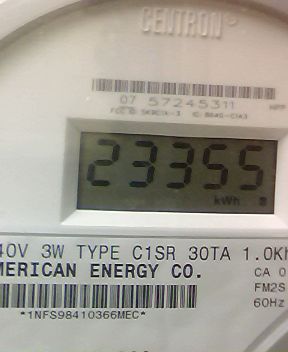 CENTRON®
07 57245311
23355
kWh
40V 3W TYPE C1SR 30TA 1.0Kh
MERICAN ENERGY CO.
CA 0
FM2S
60Hz
*1NFS98410366MEC*